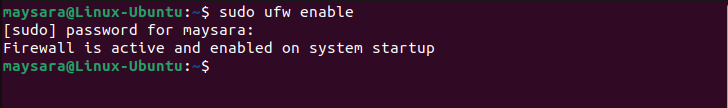 maysara@Linux-Ubuntu:~$ sudo ufw enable
[sudo] password for maysara:
Firewall is active and enabled on system startup
maysara@Linux-Ubuntu:~$